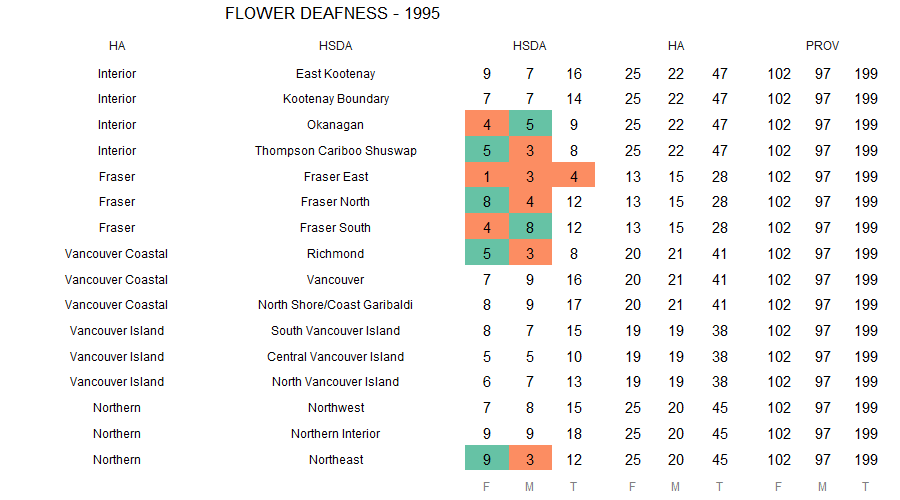 FLOWER DEAFNESS - 1995
HA HSDA HSDA HA PROV
Interior East Kootenay 9 7 16 25 22 47 102 97 199
Interior Kootenay Boundary 7 7 14 25 22 47 102 97 199
Interior Okanagan 4 5 9 25 22 47 102 97 199
Interior Thompson Cariboo Shuswap 5 3 8 25 22 47 102 97 199
Fraser Fraser East 1 3 4 13 15 28 102 97 199
Fraser Fraser North 8 4 12 13 15 28 102 97 199
Fraser Fraser South 4 8 12 13 15 28 102 97 199
Vancouver Coastal Richmond 5 3 8 20 21 41 102 97 199
Vancouver Coastal Vancouver 7 9 16 20 21 41 102 97 199
Vancouver Coastal North Shore/Coast Garibaldi 8 9 17 20 21 41 102 97 199
Vancouver Island South Vancouver Island 8 7 15 19 19 38 102 97 199
Vancouver Island Central Vancouver Island 5 5 10 19 19 38 102 97 199
Vancouver Island North Vancouver Island 6 7 13 19 19 38 102 97 199
Northern Northwest 7 8 15 25 20 45 102 97 199
Northern Northern Interior 9 9 18 25 20 45 102 97 199
Northern Northeast 9 3 12 25 20 45 102 97 199
F M T F M T F M T